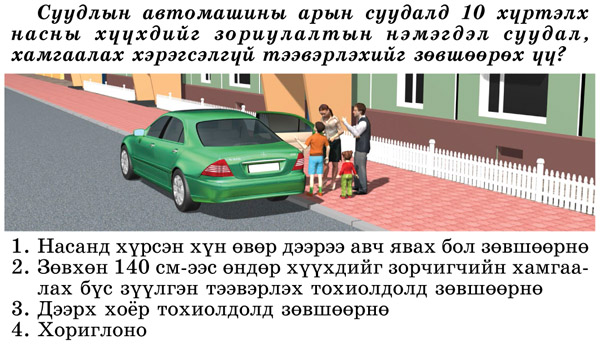 Суудлын автомашины арын суудалд 10 хүртэлх
насны хүүхдийг зориулалтын нэмэгдэл суудал,
хамгаалах хэрэгсэлгүй тээвэрлэхийг зөвшөөрөх үү?
1. Насанд хүрсэн хүн өвөр дээрээ авч явах бол зөвшөөрнө
2. Зөвхөн 140 см-ээс өндөр хүүхдийг зорчигчийн хамгаа-
лах бүс зүүлгэн тээвэрлэх тохиолдолд зөвшөөрнө
3. Дээрх хоёр тохиолдолд зөвшөөрнө
4. Хориглоно